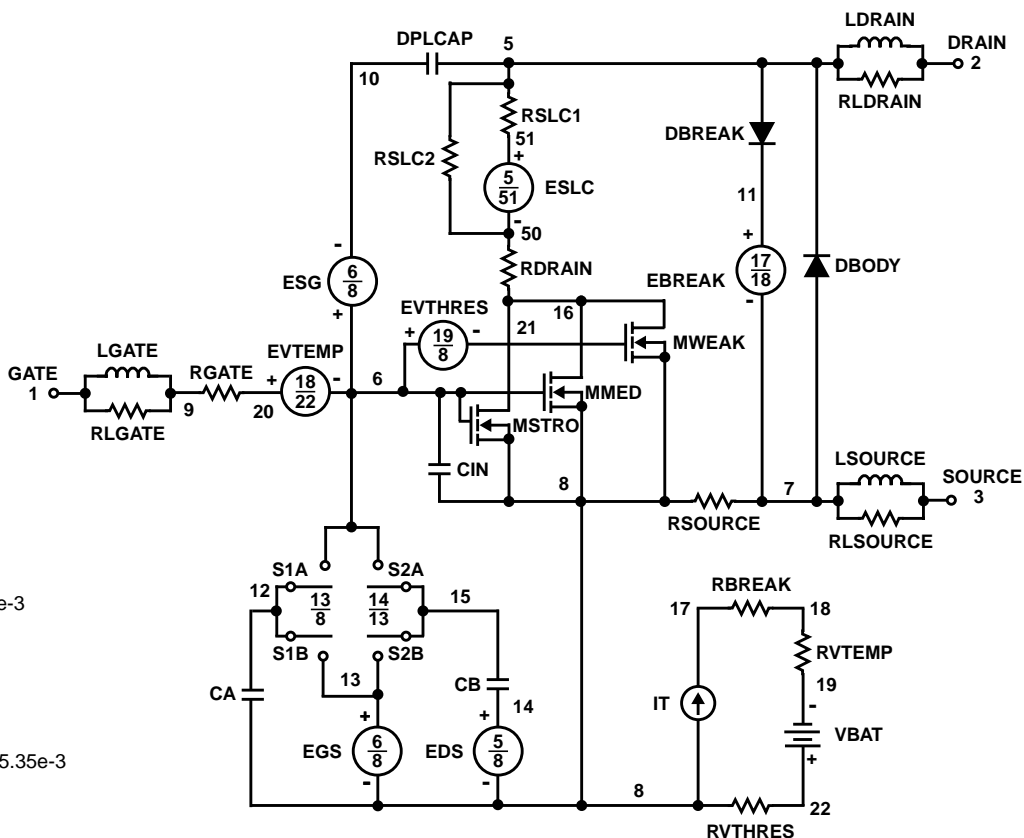 LDRAIN
DPLCAP
5
DRAIN
2
10
RLDRAIN
RSLC1
51
DBREAK
RSLC2
+
5
51
ESLC
11
-
50
-
+
17
18
ESG
6
8
RDRAIN
EBREAK
DBODY
+
EVTHRES
16
-
+
19
8
-
21
MWEAK
LGATE
EVTEMP
GATE
1
RGATE
+
18
22
-
6
MMED
9
20
MSTRO
RLGATE
LSOURCE
CIN
8
7
SOURCE
3
RSOURCE
RLSOURCE
S1A
S2A
12
13
8
14
13
15
RBREAK
e-3
17
18
S1B
S2B
RVTEMP
13
CB
19
CA
14
IT
-
+
+
VBAT
EGS
6
8
EDS
5
8
+
5.35e-3
-
-
8
22
RVTHRES